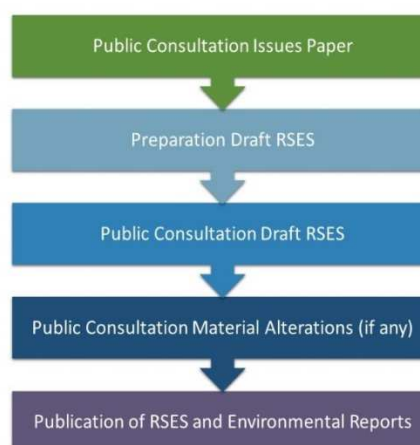 Public Consultation Issues Paper
Preparation Draft RSES
Public Consultation Draft RSES
Public Consultation Material Alterations (if any)
Publication of RSES and Environmental Reports